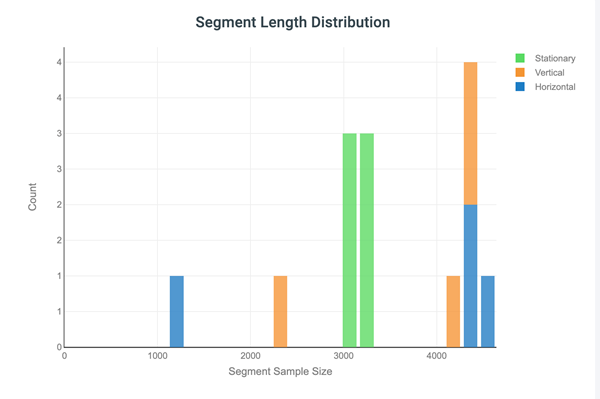 Segment Length Distribution
Stationary
Vertical
Horizontal
4
4
3
3
2
2
1
1
0
Count
0 1000 2000 3000 4000
Segment Sample Size